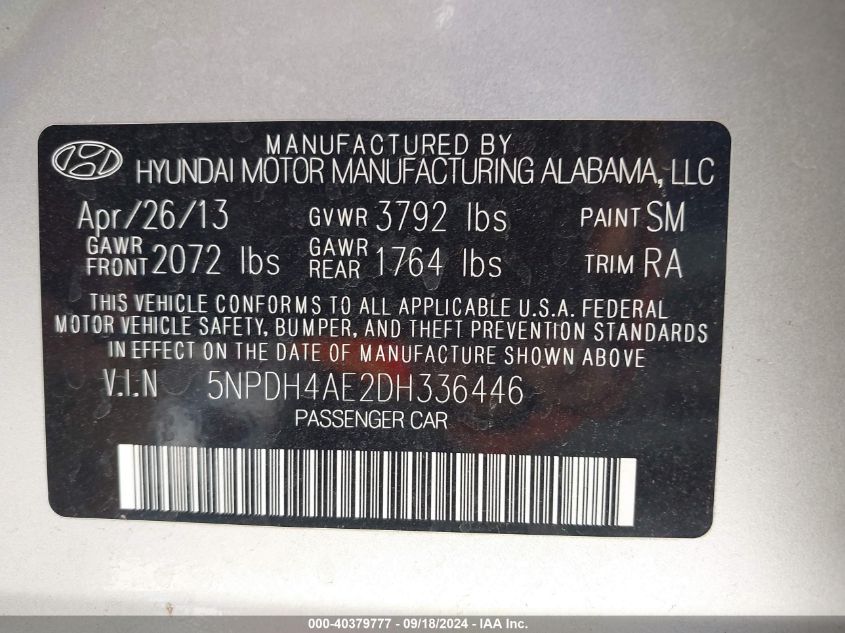 MANUFACTURED BY
HYUNDAI MOTOR MANUFACTURING ALABAMA, LLC
Apr/26/13 GVWR 3792 lbs PAINT SM
GAWR FRONT 2072 lbs GAWR REAR 1764 lbs TRIM RA
THIS VEHICLE CONFORMS TO ALL APPLICABLE U.S.A. FEDERAL
MOTOR VEHICLE SAFETY, BUMPER, AND THEFT PREVENTION STANDARDS
IN EFFECT ON THE DATE OF MANUFACTURE SHOWN ABOVE.
V.I.N 5NPDH4AE2DH336446
PASSENGER CAR
000-40379777 - 09/18/2024 - IAA Inc.